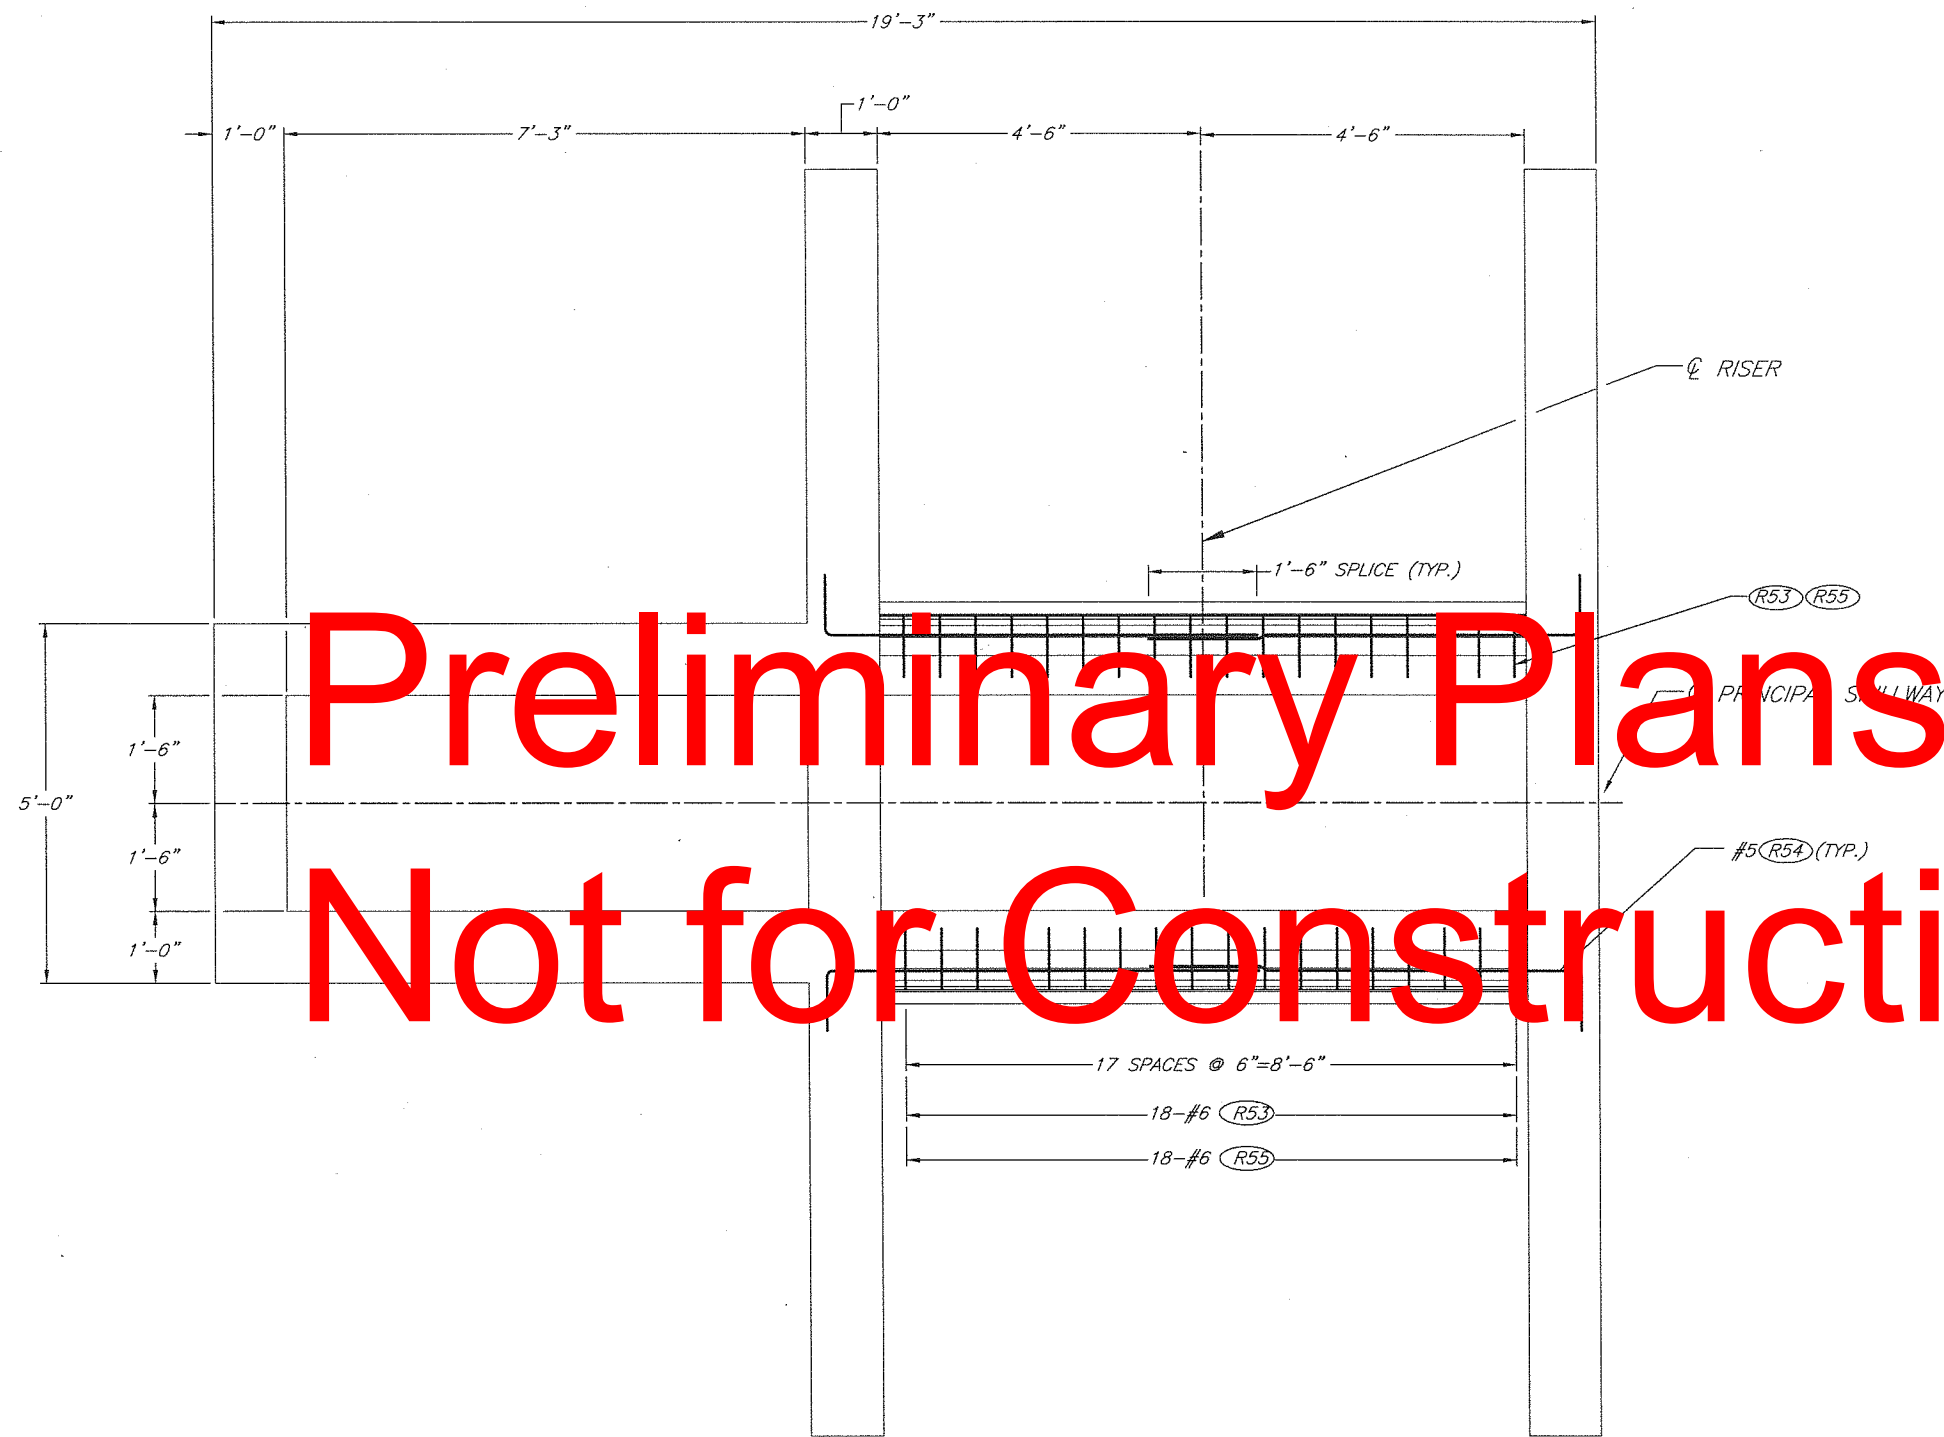 19'-3"
1'-0"
1'-0" 7'-3" 4'-6" 4'-6"
℄ RISER
1'-6" SPLICE (TYP.)
R53 R55
Preliminary Plans
℄ PRINCIPAL SPILLWAY
1'-6"
5'-0"
1'-6"
#5 R54 (TYP.)
Not for Constructi
1'-0"
17 SPACES @ 6"=8'-6"
18-#6 R53
18-#6 R55